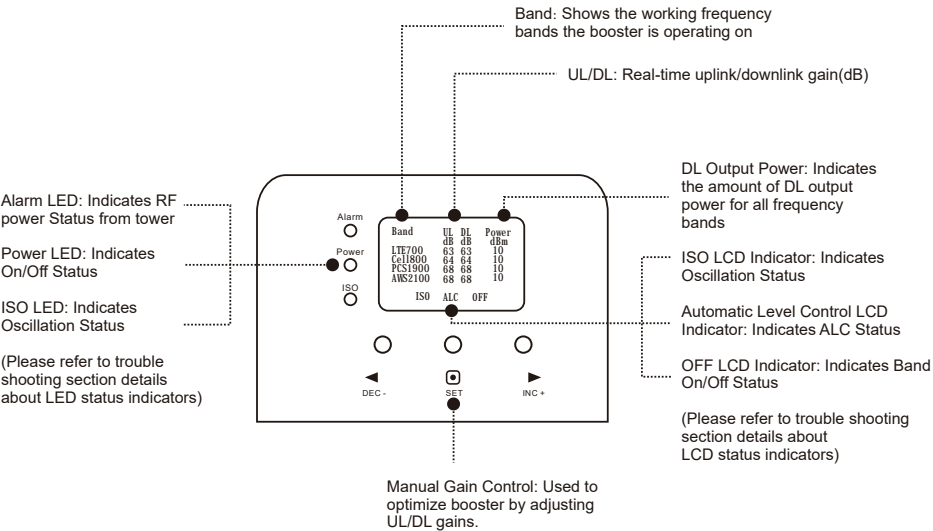 Band: Shows the working frequency
bands the booster is operating on
UL/DL: Real-time uplink/downlink gain(dB)
DL Output Power: Indicates
the amount of DL output
power for all frequency
bands
Alarm LED: Indicates RF
power Status from tower
Power LED: Indicates
On/Off Status
ISO LED: Indicates
Oscillation Status
(Please refer to trouble
shooting section details
about LED status indicators)
Alarm
Power
ISO
Band UL DL Power
dB dB dBm
LTE700 63 63 10
Cell800 64 64 10
PCS1900 68 68 10
AWS2100 68 68 10
ISO ALC OFF
DEC - SET INC +
ISO LCD Indicator: Indicates
Oscillation Status
Automatic Level Control LCD
Indicator: Indicates ALC Status
OFF LCD Indicator: Indicates Band
On/Off Status
(Please refer to trouble shooting
section details about
LCD status indicators)
Manual Gain Control: Used to
optimize booster by adjusting
UL/DL gains.